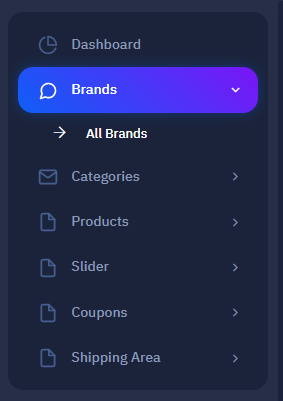 Dashboard
Brands
All Brands
Categories
Products
Slider
Coupons
Shipping Area